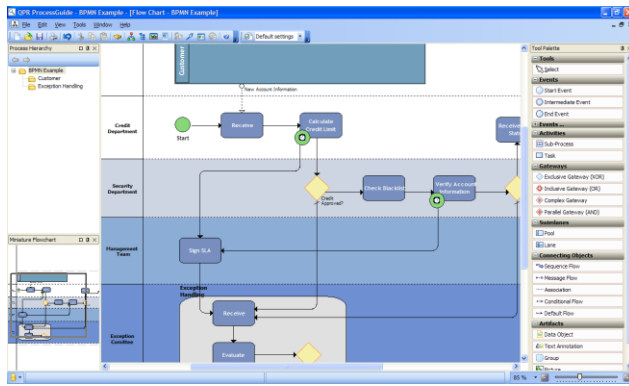 QPR ProcessGuide - BPMN Example - [Flow Chart - BPMN Example]
File Edit View Tools Window Help
Default settings
Process Hierarchy
BPMN Example
Customer
Exception Handling
Miniature Flowchart
Customer
New Account Information
Credit
Department
Start
Receive
Calculate
Credit Limit
Receive
Security
Department
Credit
Approved?
Check Blacklist
Verify Account
Information
Management
Team
Sign SLA
Exception
Handling
Exception
Condition
Receive
Evaluate
Tool Palette
Tools
Select
Events
Start Event
Intermediate Event
End Event
Events
Activities
Sub-Process
Task
Gateways
Exclusive Gateway (XOR)
Inclusive Gateway (OR)
Complex Gateway
Parallel Gateway (AND)
Swimlanes
Pool
Lane
Connecting Objects
Sequence Flow
Message Flow
Association
Conditional Flow
Default Flow
Artifacts
Data Object
Text Annotation
Group
Picture
85 %